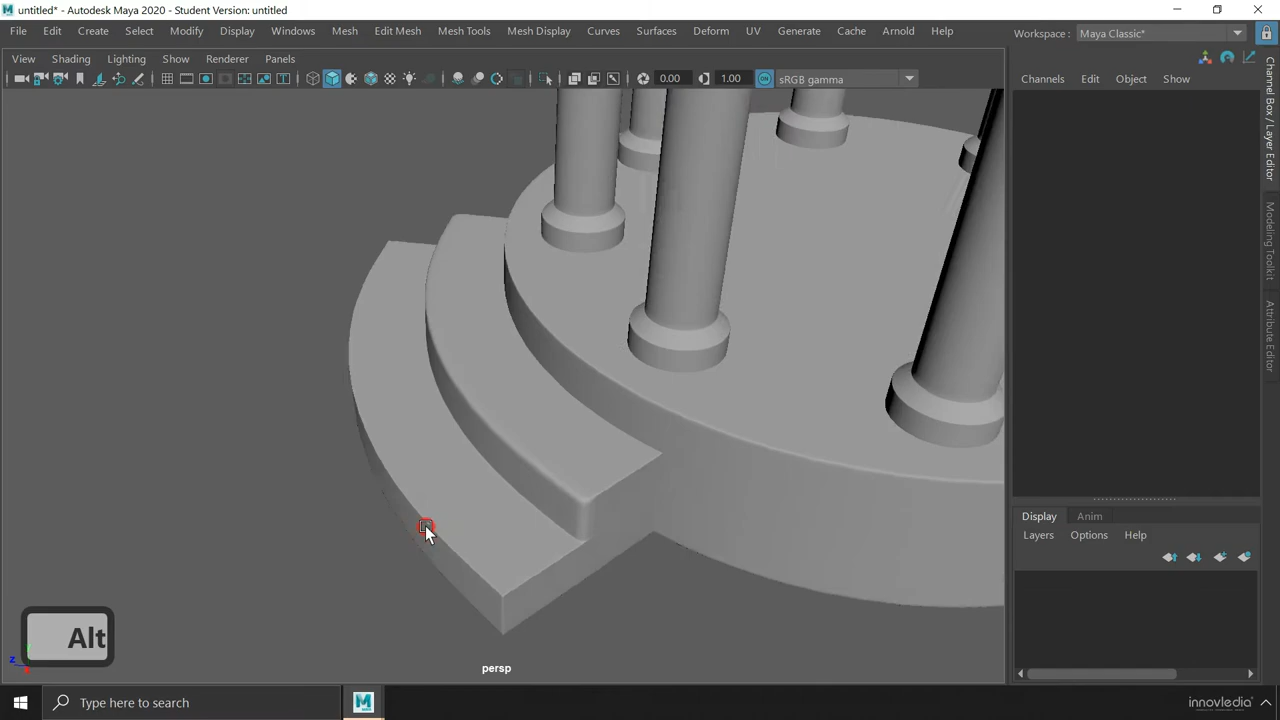 untitled* - Autodesk Maya 2020 - Student Version: untitled
File Edit Create Select Modify Display Windows Mesh Edit Mesh Mesh Tools Mesh Display Curves Surfaces Deform UV Generate Cache Arnold Help
Workspace : Maya Classic*
View Shading Lighting Show Renderer Panels
0.00 1.00 ON sRGB gamma
Channels Edit Object Show
Channel Box / Layer Editor
Modeling Toolkit
Attribute Editor
Display Anim
Layers Options Help
Alt
persp
Type here to search
innovledia